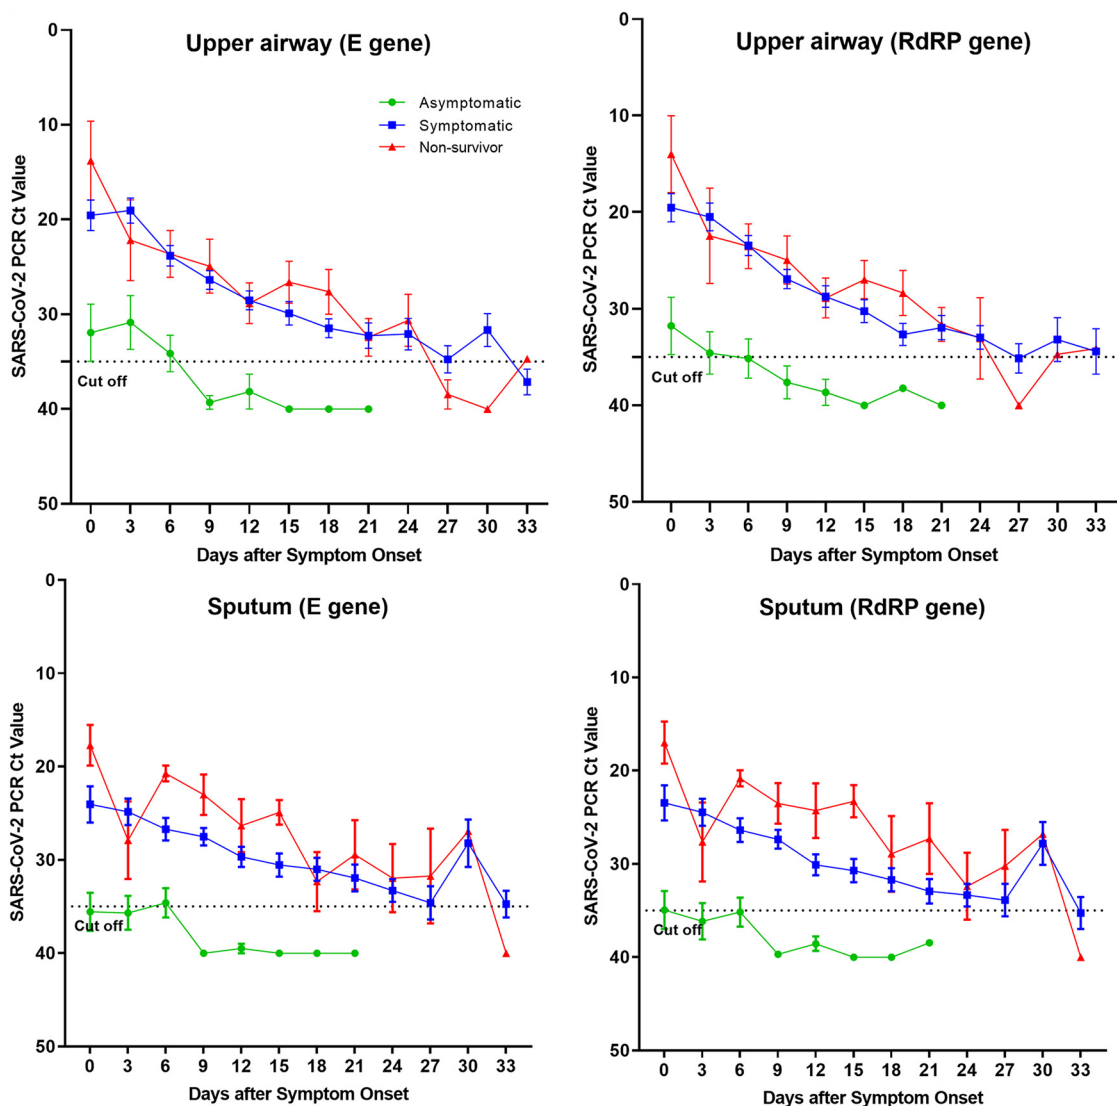 Upper airway (E gene)
SARS-CoV-2 PCR Ct Value
0
10
20
30
40
50
Asymptomatic
Symptomatic
Non-survivor
Cut off
0 3 6 9 12 15 18 21 24 27 30 33
Days after Symptom Onset
Upper airway (RdRP gene)
SARS-CoV-2 PCR Ct Value
0
10
20
30
40
50
Cut off
0 3 6 9 12 15 18 21 24 27 30 33
Days after Symptom Onset
Sputum (E gene)
SARS-CoV-2 PCR Ct Value
0
10
20
30
40
50
Cut off
0 3 6 9 12 15 18 21 24 27 30 33
Days after Symptom Onset
Sputum (RdRP gene)
SARS-CoV-2 PCR Ct Value
0
10
20
30
40
50
Cut off
0 3 6 9 12 15 18 21 24 27 30 33
Days after Symptom Onset